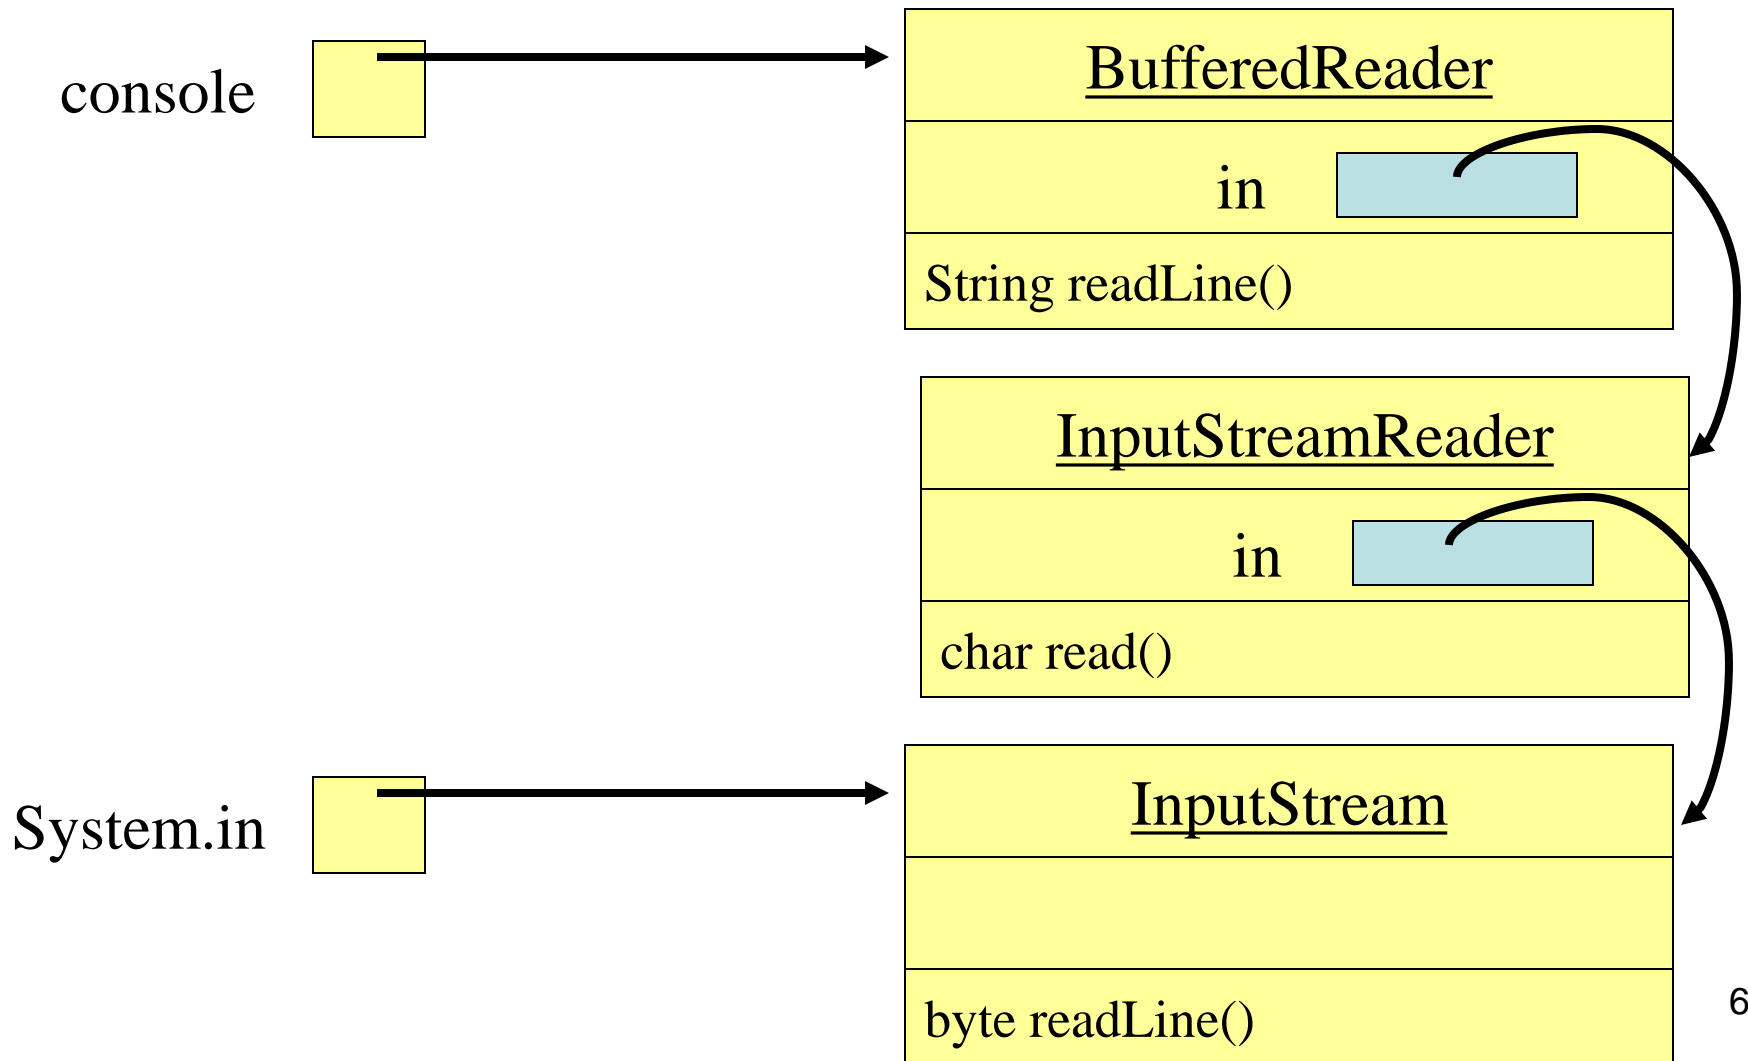 console
BufferedReader
in
String readLine()
InputStreamReader
in
char read()
System.in
InputStream
byte readLine()
6